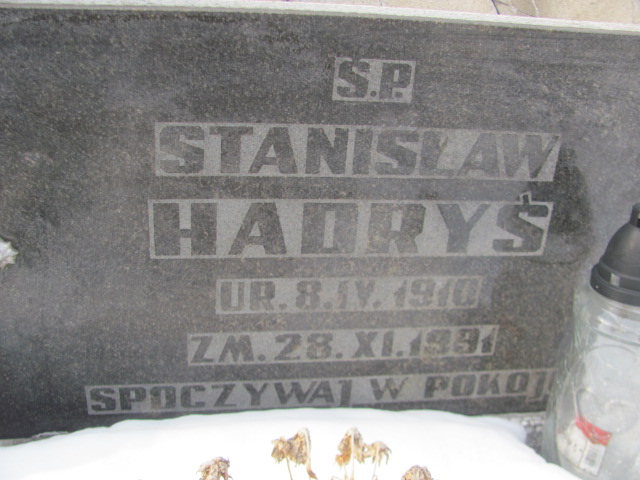 Ś.P.
STANISŁAW
HADRYŚ
UR. 8.IV.1910
ZM. 28.XI.1991
SPOCZYWAJ W POKOJU